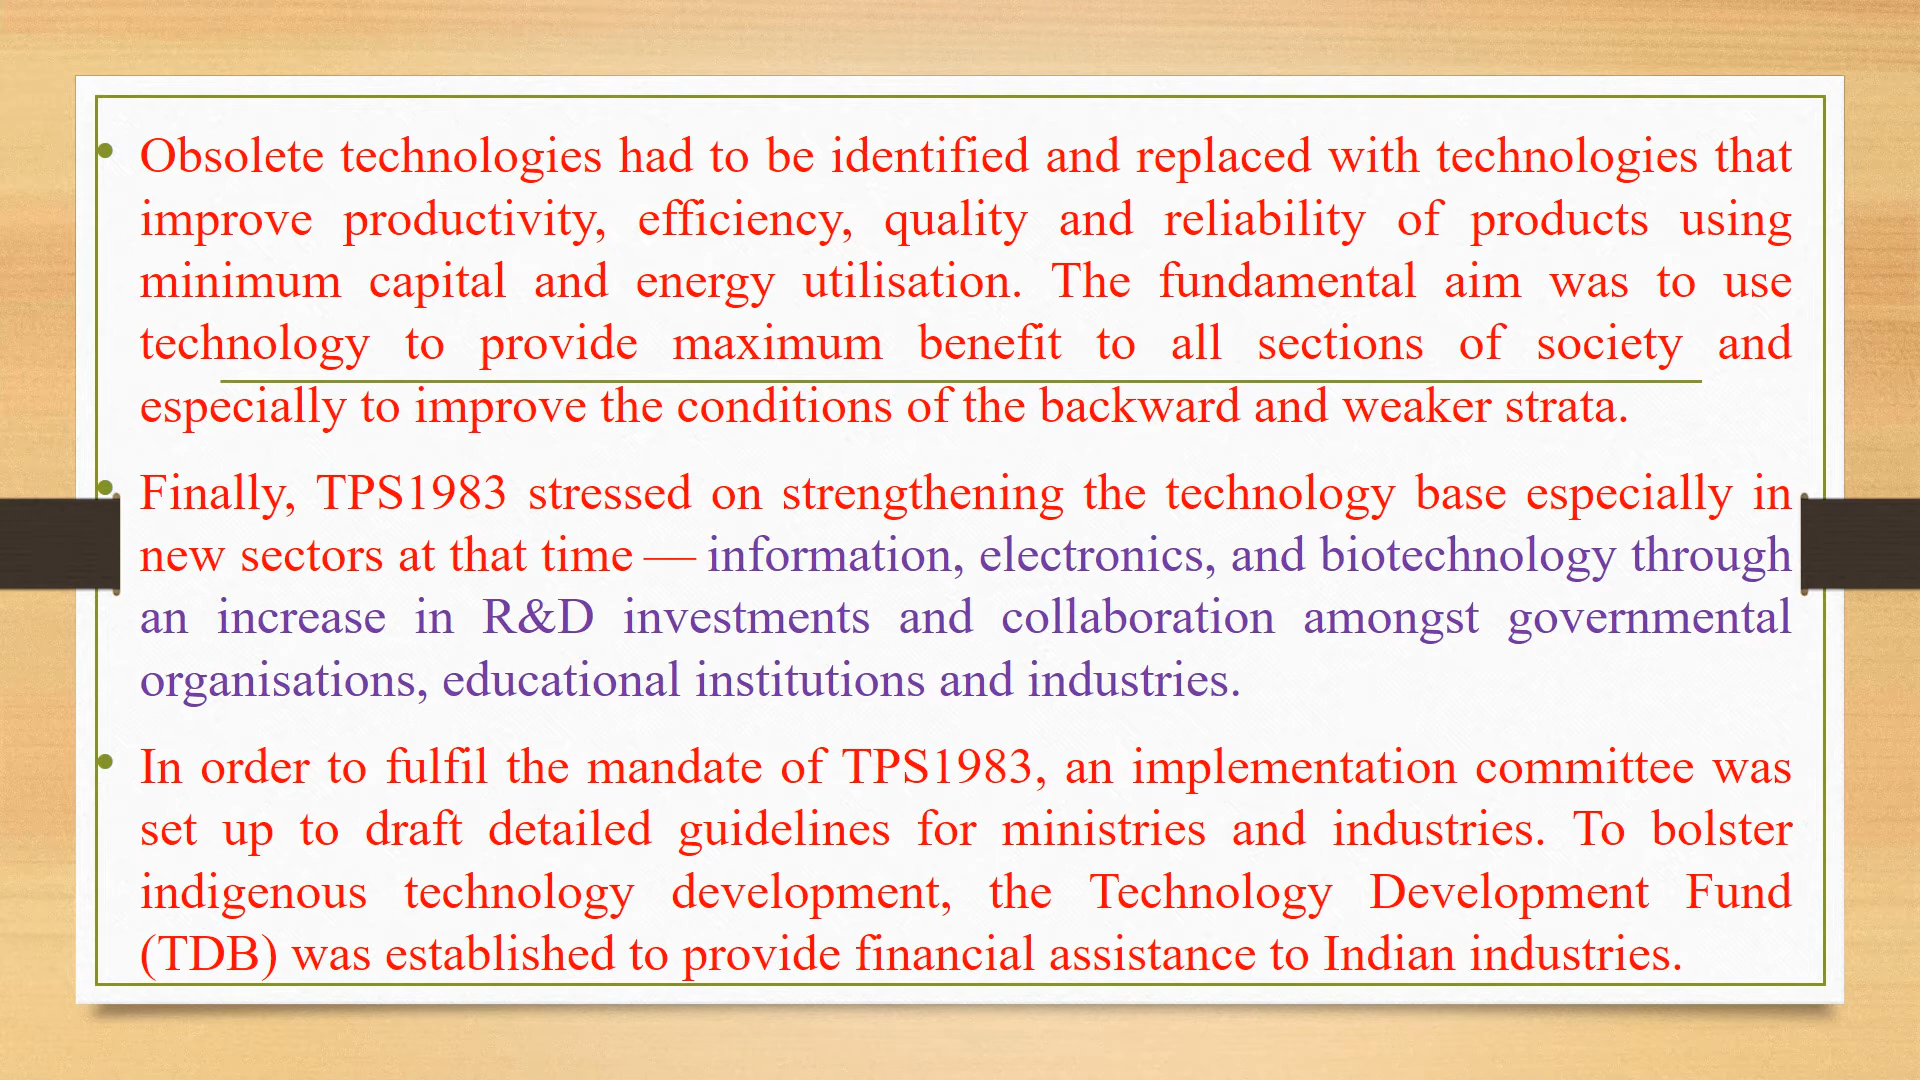 • Obsolete technologies had to be identified and replaced with technologies that
improve productivity, efficiency, quality and reliability of products using
minimum capital and energy utilisation. The fundamental aim was to use
technology to provide maximum benefit to all sections of society and
especially to improve the conditions of the backward and weaker strata.
• Finally, TPS1983 stressed on strengthening the technology base especially in
new sectors at that time — information, electronics, and biotechnology through
an increase in R&D investments and collaboration amongst governmental
organisations, educational institutions and industries.
• In order to fulfil the mandate of TPS1983, an implementation committee was
set up to draft detailed guidelines for ministries and industries. To bolster
indigenous technology development, the Technology Development Fund
(TDB) was established to provide financial assistance to Indian industries.